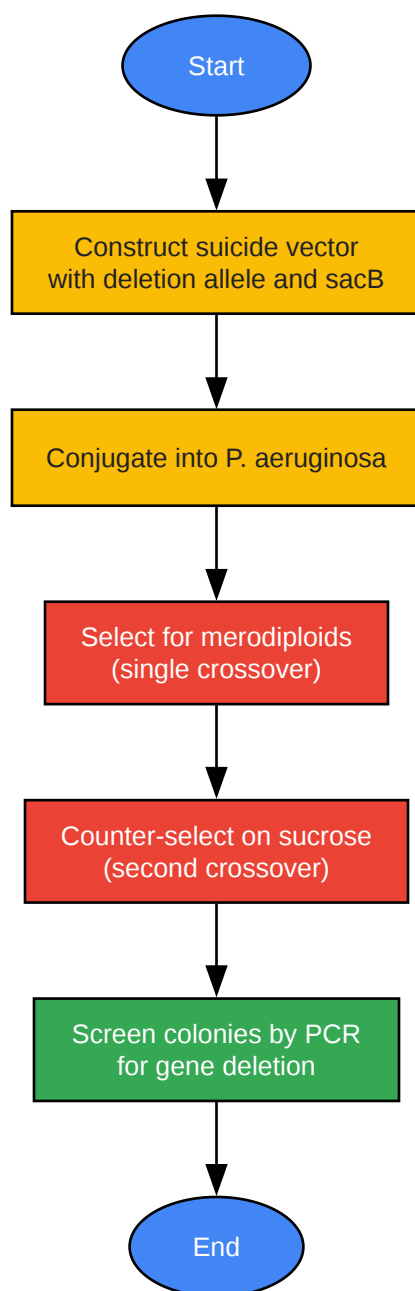 Start
Construct suicide vector
with deletion allele and sacB
Conjugate into P. aeruginosa
Select for merodiploids
(single crossover)
Counter-select on sucrose
(second crossover)
Screen colonies by PCR
for gene deletion
End